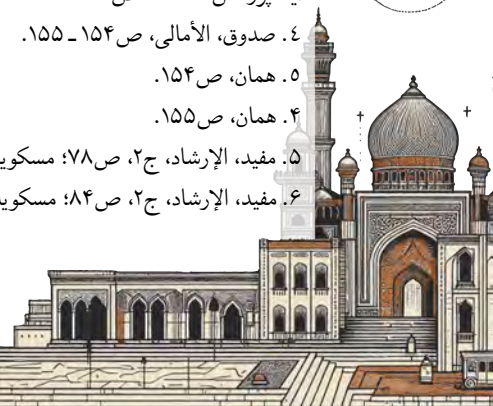 ٤. صدوق، الأمالی، ص۱۵۴ ـ ۱۵۵.
٥. همان، ص۱۵۴.
۴. همان، ص۱۵۵.
۵. مفید، الإرشاد، ج۲، ص۷۸؛ مسکوی
۶. مفید، الإرشاد، ج۲، ص۸۴؛ مسکوی